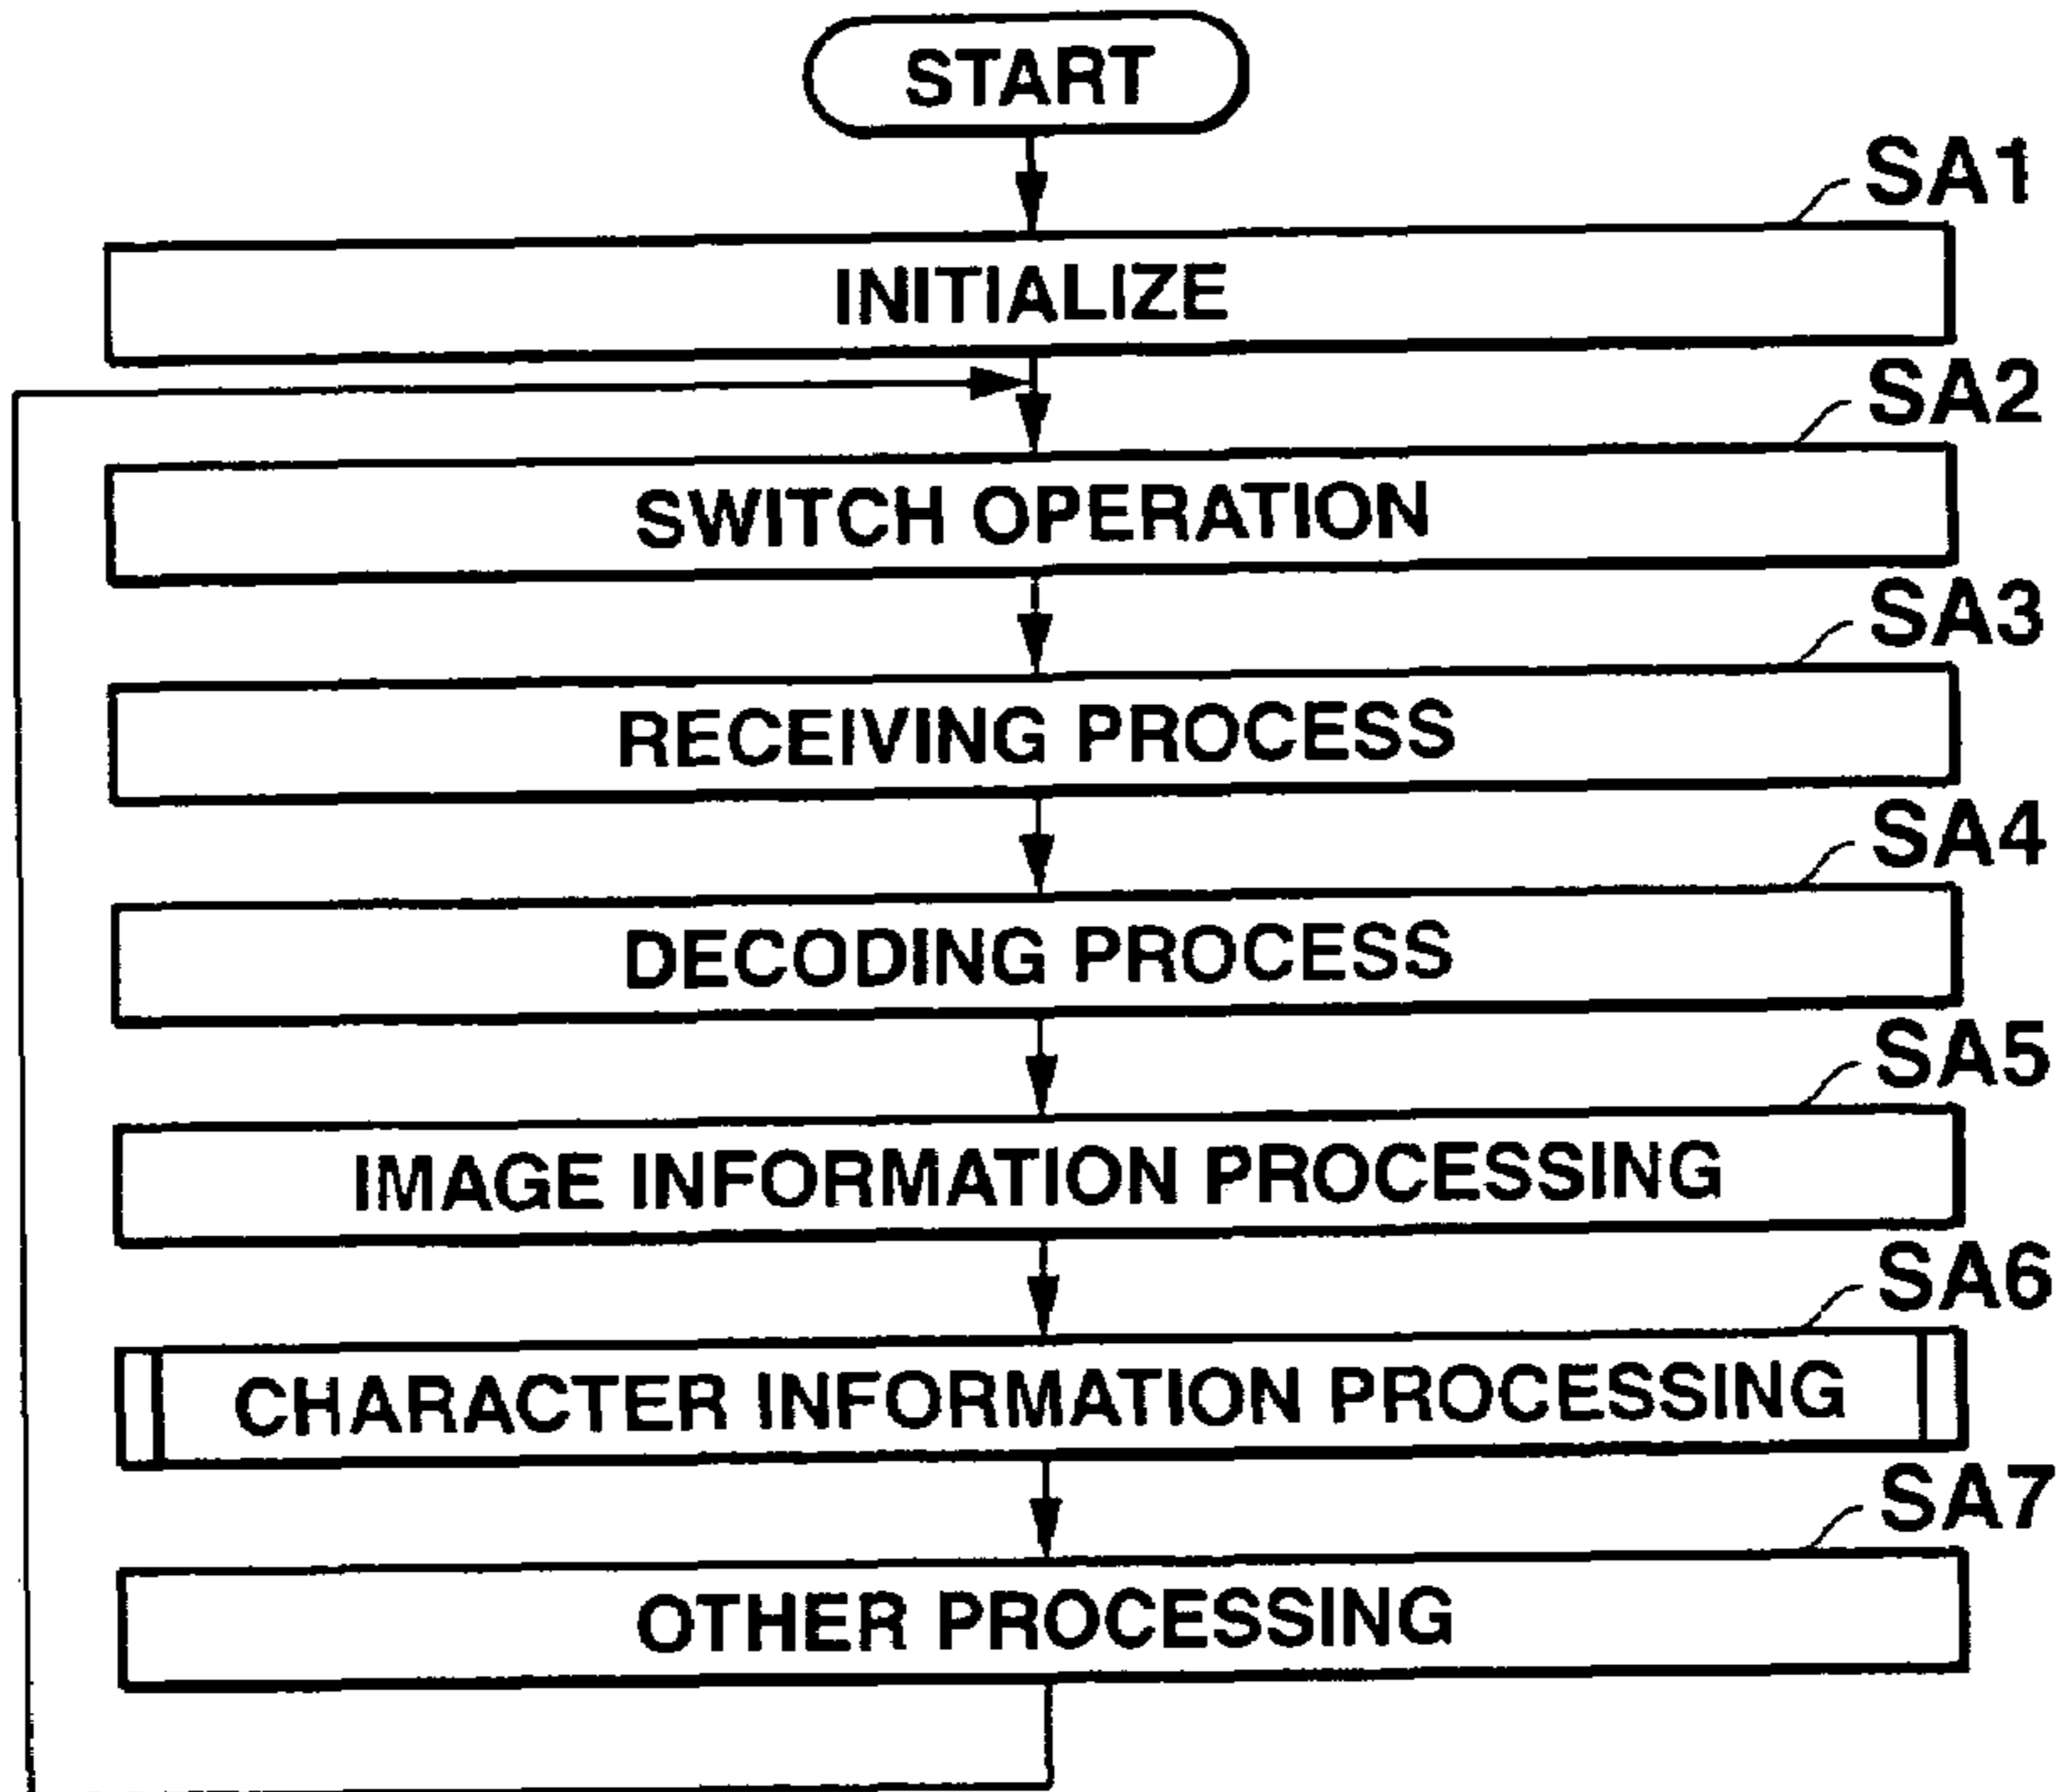 START
SA1
INITIALIZE
SA2
SWITCH OPERATION
SA3
RECEIVING PROCESS
SA4
DECODING PROCESS
SA5
IMAGE INFORMATION PROCESSING
SA6
CHARACTER INFORMATION PROCESSING
SA7
OTHER PROCESSING